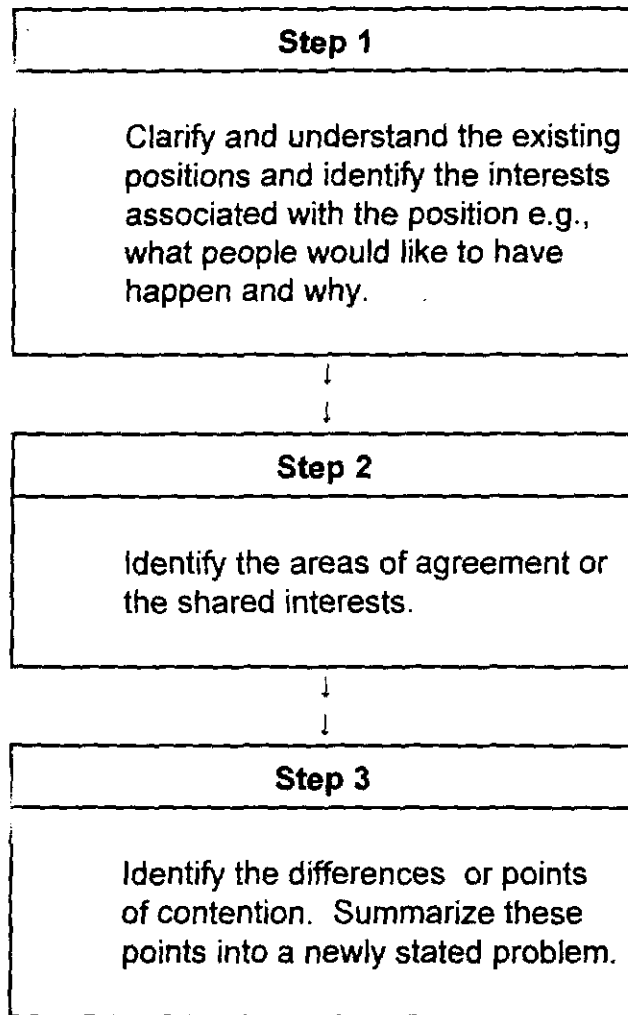 Step 1
Clarify and understand the existing
positions and identify the interests
associated with the position e.g.,
what people would like to have
happen and why.
↓
↓
Step 2
Identify the areas of agreement or
the shared interests.
↓
↓
Step 3
Identify the differences or points
of contention. Summarize these
points into a newly stated problem.